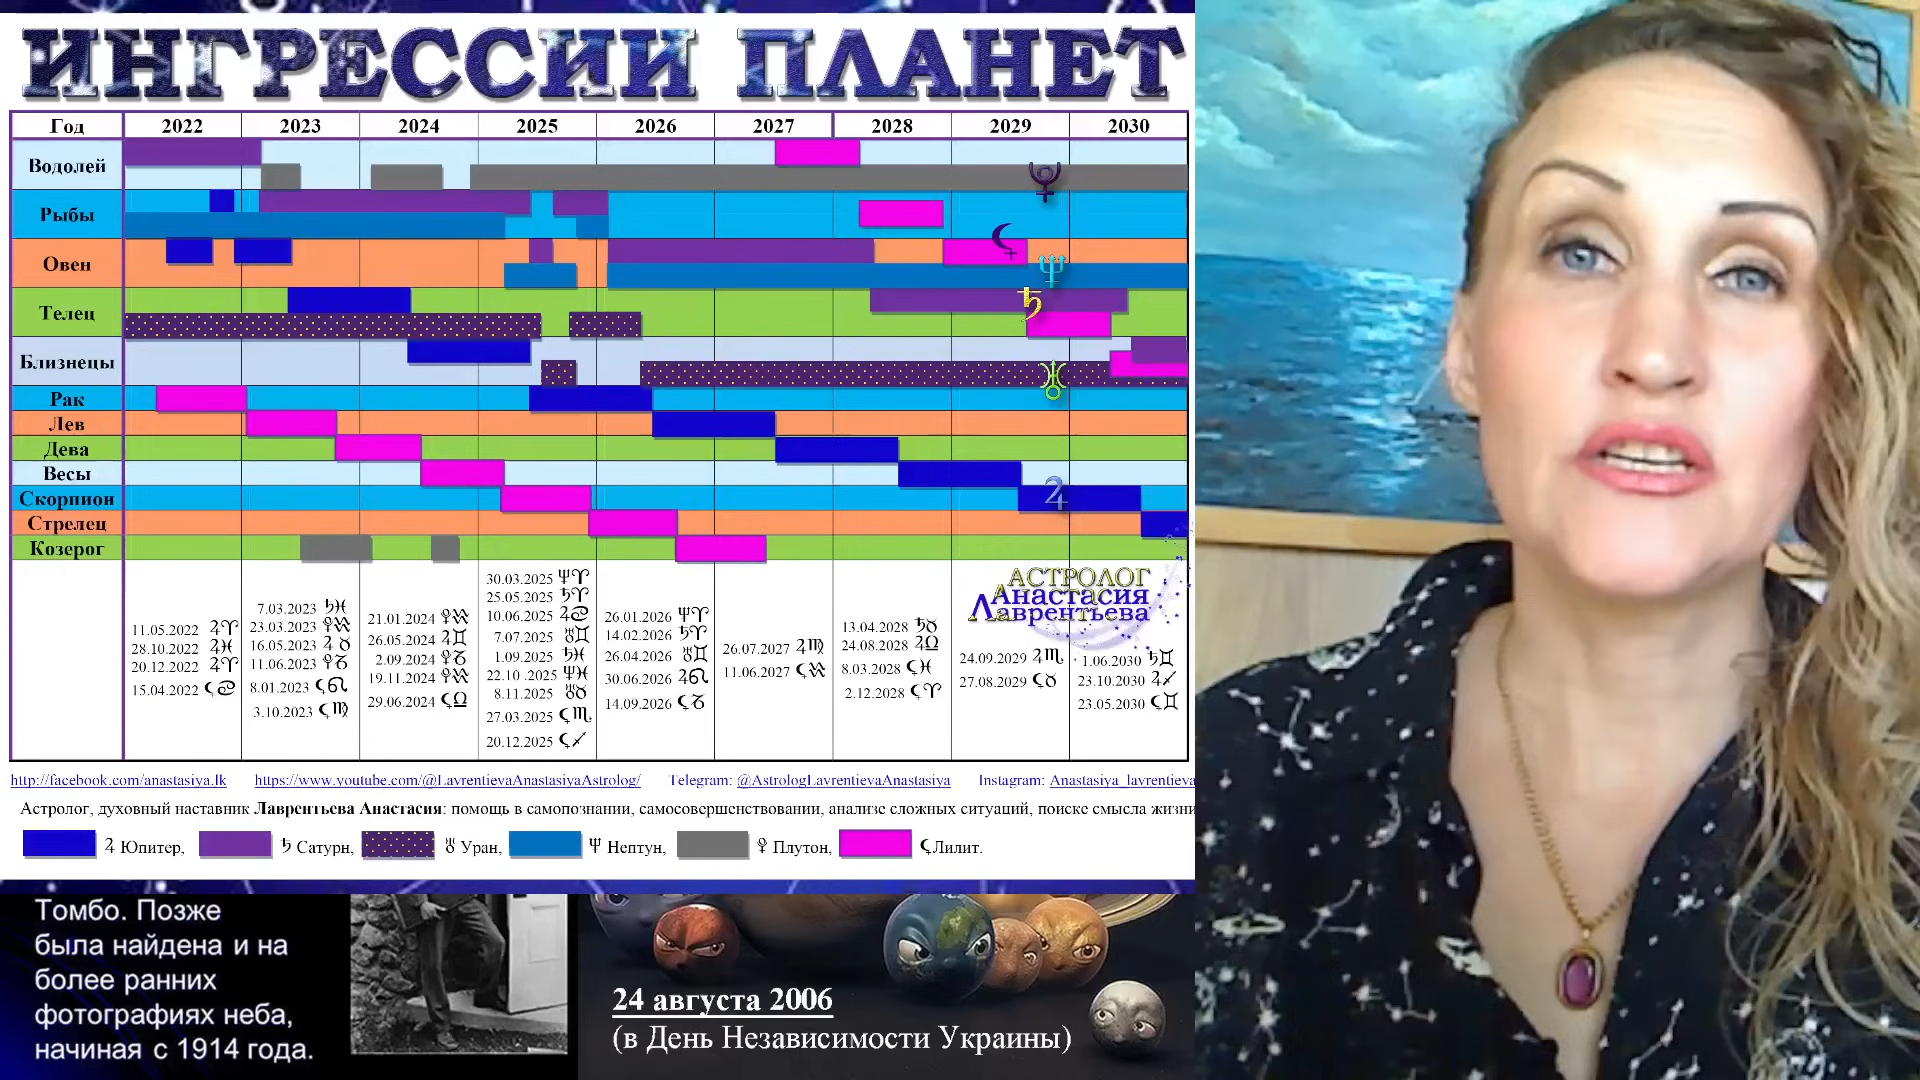 ИНГРЕССИИ ПЛАНЕТ
Год 2022 2023 2024 2025 2026 2027 2028 2029 2030
Водолей
Рыбы
Овен
Телец
Близнецы
Рак
Лев
Дева
Весы
Скорпион
Стрелец
Козерог
11.05.2022 ♃♈
28.10.2022 ♃♓
20.12.2022 ♃♈
15.04.2022 ⚸♋
7.03.2023 ♄♓
23.03.2023 ♀♒
16.05.2023 ♃♉
11.06.2023 ♀♑
8.01.2023 ⚸♌
3.10.2023 ⚸♍
21.01.2024 ♀♒
26.05.2024 ♃♊
2.09.2024 ♀♑
19.11.2024 ♀♒
29.06.2024 ⚸♎
30.03.2025 ♆♈
25.05.2025 ♄♈
10.06.2025 ♃♋
7.07.2025 ♅♊
1.09.2025 ♄♓
22.10 .2025 ♆♓
8.11.2025 ♅♉
27.03.2025 ⚸♏
20.12.2025 ⚸♐
26.01.2026 ♆♈
14.02.2026 ♄♈
26.04.2026 ♅♊
30.06.2026 ♃♌
14.09.2026 ⚸♑
26.07.2027 ♃♍
11.06.2027 ⚸♒
13.04.2028 ♄♉
24.08.2028 ♃♎
8.03.2028 ⚸♓
2.12.2028 ⚸♈
24.09.2029 ♃♏
27.08.2029 ⚸♉
1.06.2030 ♄♊
23.10.2030 ♃♐
23.05.2030 ⚸♊
АСТРОЛОГ
Анастасия
Лаврентьева
http://facebook.com/anastasiya.lk https://www.youtube.com/@LavrentievaAnastasiyaAstrolog/ Telegram: @AstrologLavrentievaAnastasiya Instagram: Anastasiya_lavrentieva
Астролог, духовный наставник Лаврентьева Анастасия: помощь в самопознании, самосовершенствовании, анализе сложных ситуаций, поиске смысла жизни
♃ Юпитер, ♄ Сатурн, ♅ Уран, ♆ Нептун, ♀ Плутон, ⚸Лилит.
Томбо. Позже
была найдена и на
более ранних
фотографиях неба,
начиная с 1914 года.
24 августа 2006
(в День Независимости Украины)